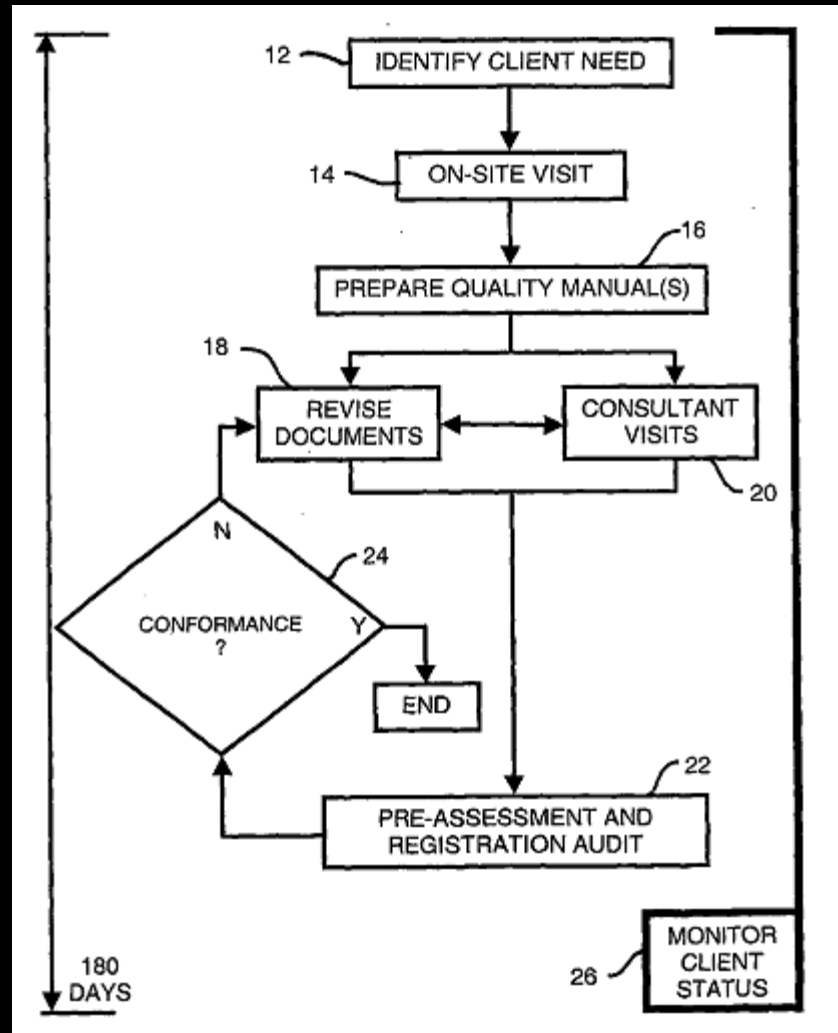 12
IDENTIFY CLIENT NEED
14
ON-SITE VISIT
16
PREPARE QUALITY MANUAL(S)
18
REVISE
DOCUMENTS
CONSULTANT
VISITS
20
N
24
CONFORMANCE
?
Y
END
22
PRE-ASSESSMENT AND
REGISTRATION AUDIT
180
DAYS
MONITOR
CLIENT
STATUS
26